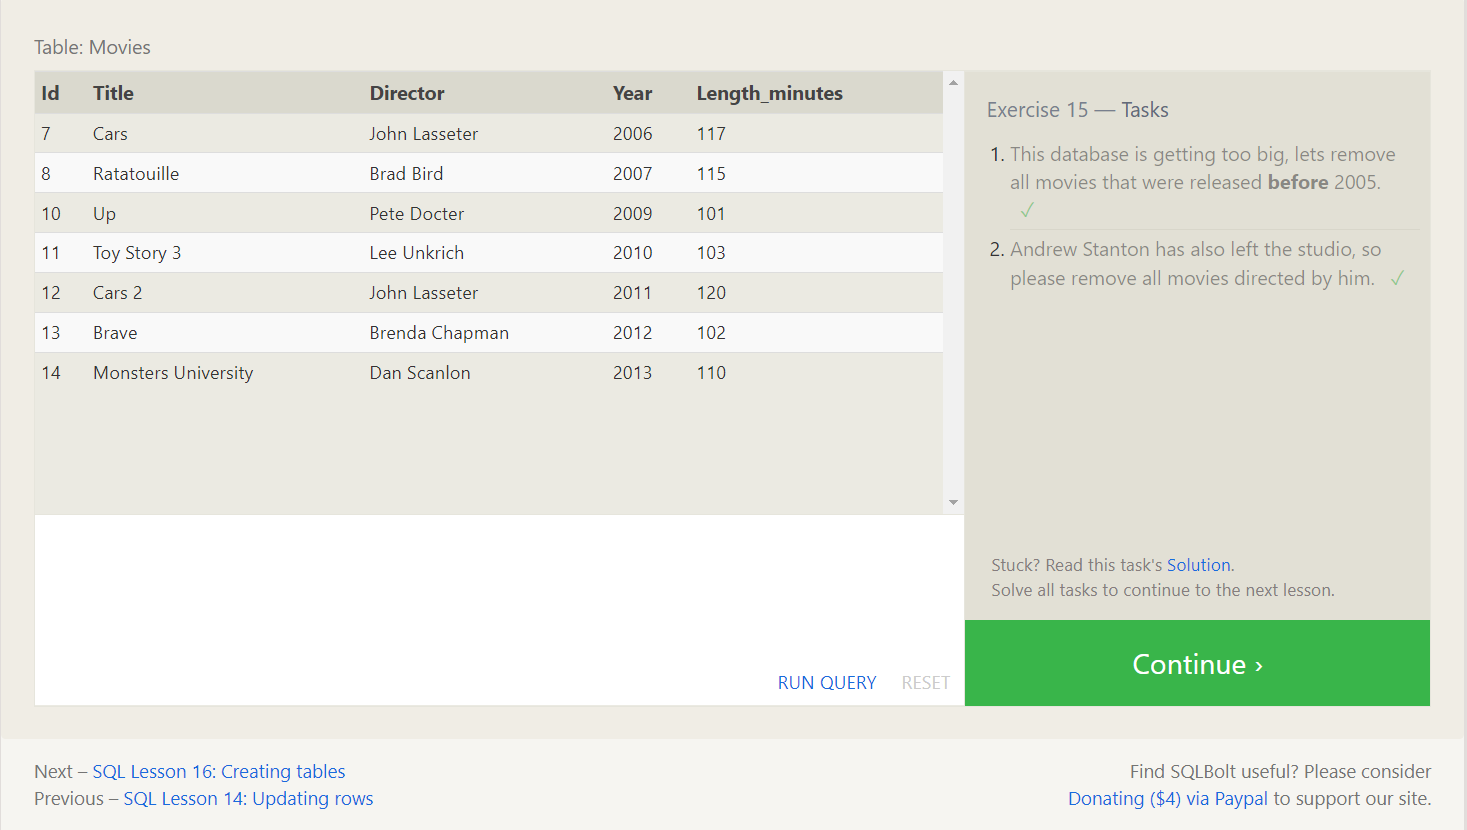 Table: Movies
Id Title Director Year Length_minutes
7 Cars John Lasseter 2006 117
8 Ratatouille Brad Bird 2007 115
10 Up Pete Docter 2009 101
11 Toy Story 3 Lee Unkrich 2010 103
12 Cars 2 John Lasseter 2011 120
13 Brave Brenda Chapman 2012 102
14 Monsters University Dan Scanlon 2013 110
RUN QUERY RESET
Exercise 15 — Tasks
1. This database is getting too big, lets remove
all movies that were released before 2005.
✓
2. Andrew Stanton has also left the studio, so
please remove all movies directed by him. ✓
Stuck? Read this task's Solution.
Solve all tasks to continue to the next lesson.
Continue ›
Next – SQL Lesson 16: Creating tables
Previous – SQL Lesson 14: Updating rows
Find SQLBolt useful? Please consider
Donating ($4) via Paypal to support our site.